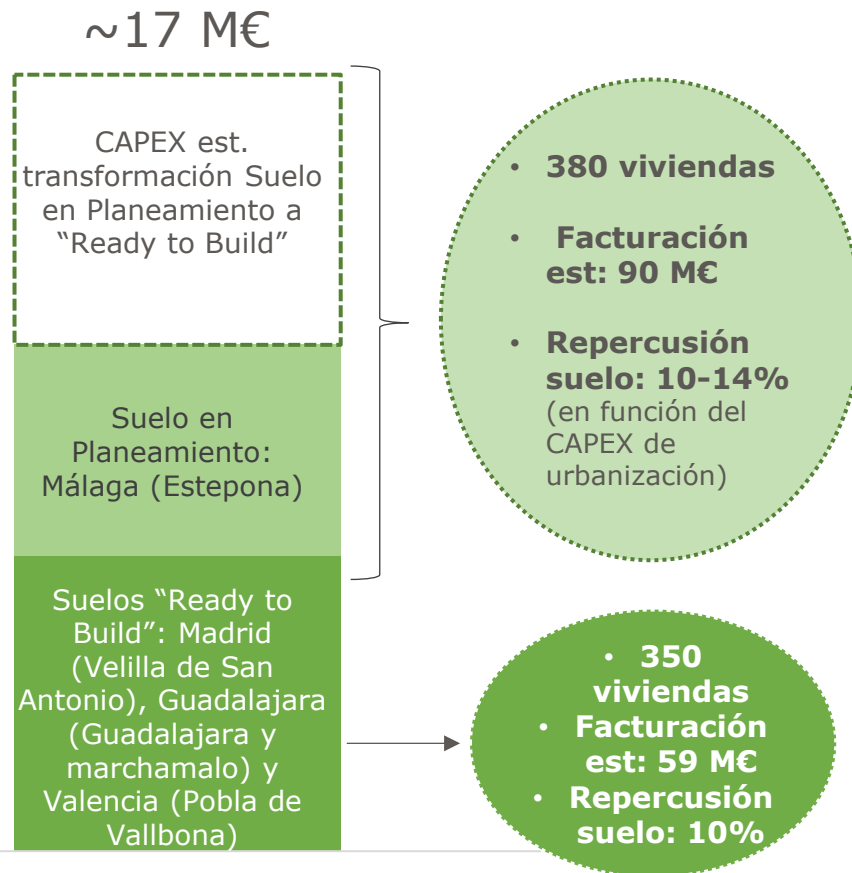 ~17 M€
CAPEX est.
transformación Suelo
en Planeamiento a
“Ready to Build”
Suelo en
Planeamiento:
Málaga (Estepona)
Suelos “Ready to
Build”: Madrid
(Velilla de San
Antonio), Guadalajara
(Guadalajara y
marchamalo) y
Valencia (Pobla de
Vallbona)
• 380 viviendas
• Facturación
est: 90 M€
• Repercusión
suelo: 10-14%
(en función del
CAPEX de
urbanización)
• 350
viviendas
• Facturación
est: 59 M€
• Repercusión
suelo: 10%